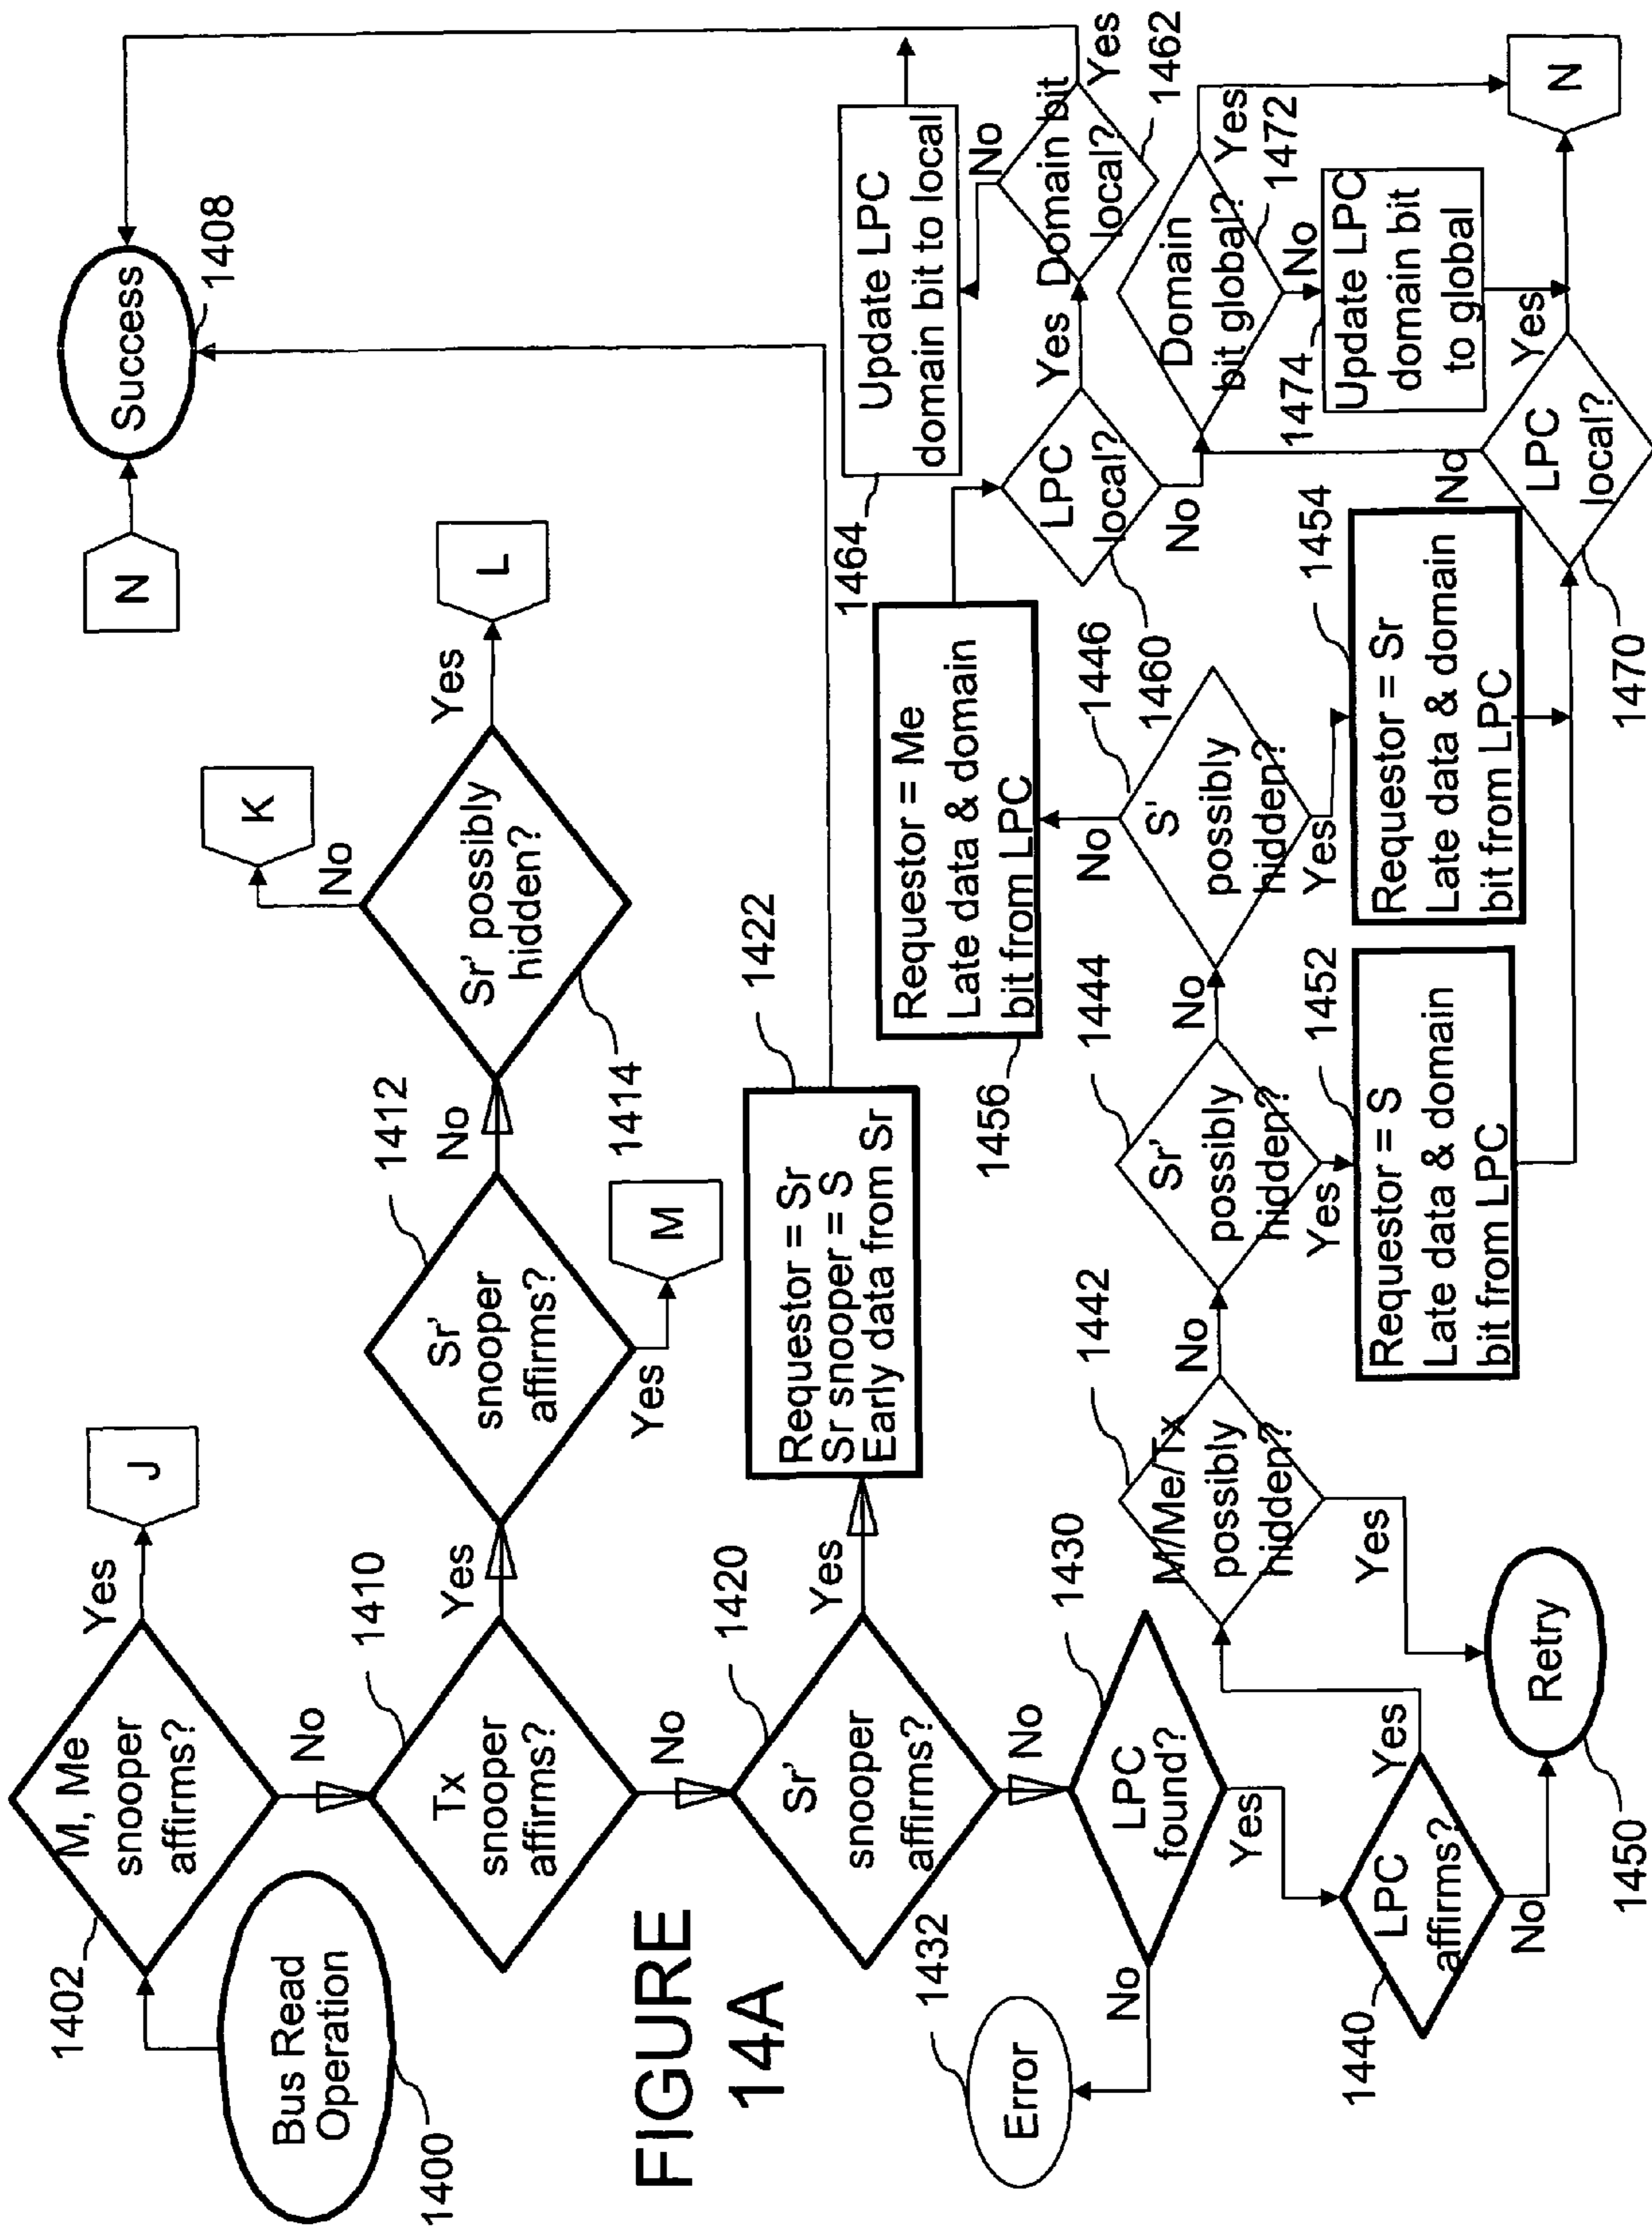 Bus Read
Operation
1400
1402
M, Me
snooper
affirms?
Yes
J
No
1410
Tx
snooper
affirms?
Yes
1412
Sr'
snooper
affirms?
Yes
M
No
1414
Sr' possibly
hidden?
No
K
Yes
L
N
Success
1408
No
1420
Sr'
snooper
affirms?
Yes
1422
Requestor = Sr
Sr snooper = S
Early data from Sr
No
1430
LPC
found?
No
1432
Error
Yes
1440
LPC
affirms?
No
1450
Retry
Yes
1442
M/Me/Tx
possibly
hidden?
Yes
No
1444
Sr'
possibly
hidden?
Yes
1452
Requestor = S
Late data & domain
bit from LPC
No
1446
S'
possibly
hidden?
Yes
1454
Requestor = Sr
Late data & domain
bit from LPC
No
1456
Requestor = Me
Late data & domain
bit from LPC
1460
LPC
local?
Yes
No
1462
Domain bit
local?
Yes
No
1464
Update LPC
domain bit to local
1470
LPC
local?
No
Yes
1472
Domain
bit global?
Yes
No
1474
Update LPC
domain bit
to global
N
FIGURE
14A